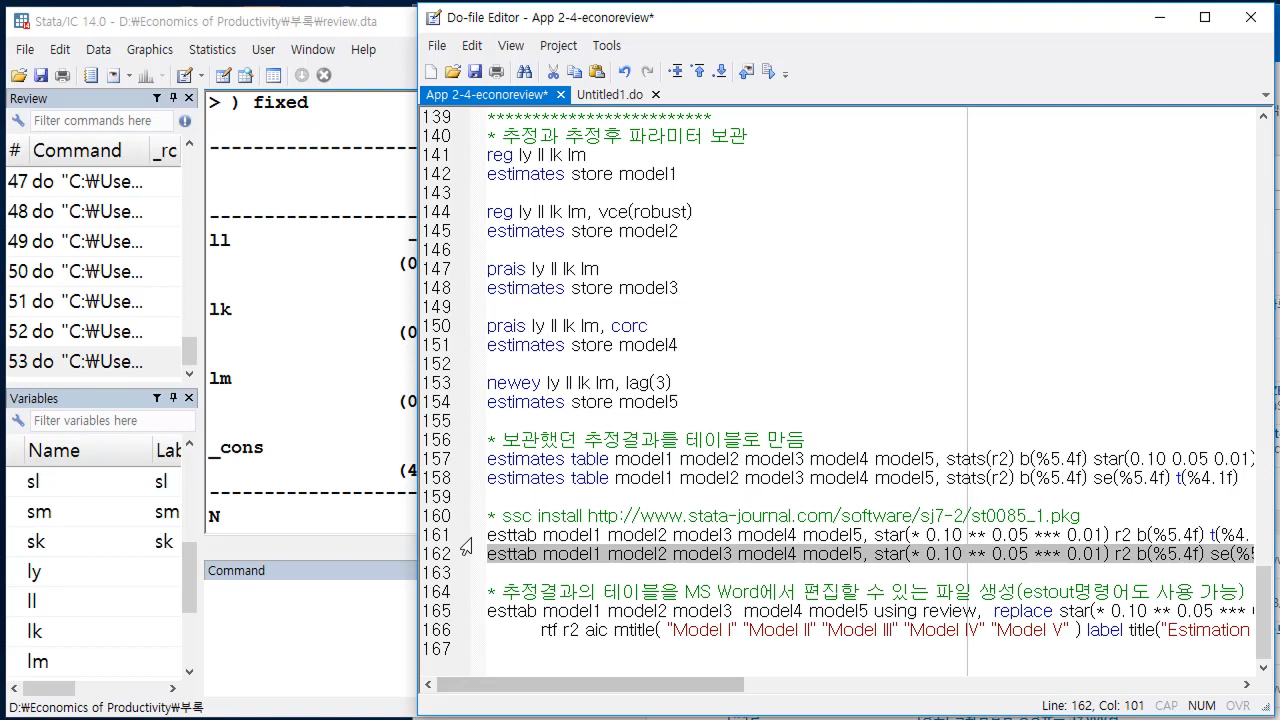 Stata/IC 14.0 - D:₩Economics of Productivity₩부록₩review.dta
File Edit Data Graphics Statistics User Window Help
Review
Filter commands here
# Command _rc
47 do "C:₩Use...
48 do "C:₩Use...
49 do "C:₩Use...
50 do "C:₩Use...
51 do "C:₩Use...
52 do "C:₩Use...
53 do "C:₩Use...
Variables
Filter variables here
Name Lab
sl sl
sm sm
sk sk
ly ly
ll ll
lk lk
lm lm
D:₩Economics of Productivity₩부록
> ) fixed
ll
(0
lk
(0
lm
(0
_cons
(4
N
Command
Do-file Editor - App 2-4-econoreview*
File Edit View Project Tools
App 2-4-econoreview* Untitled1.do
139 *************************
140 * 추정과 추정후 파라미터 보관
141 reg ly ll lk lm
142 estimates store model1
143
144 reg ly ll lk lm, vce(robust)
145 estimates store model2
146
147 prais ly ll lk lm
148 estimates store model3
149
150 prais ly ll lk lm, corc
151 estimates store model4
152
153 newey ly ll lk lm, lag(3)
154 estimates store model5
155
156 * 보관했던 추정결과를 테이블로 만듬
157 estimates table model1 model2 model3 model4 model5, stats(r2) b(%5.4f) star(0.10 0.05 0.01)
158 estimates table model1 model2 model3 model4 model5, stats(r2) b(%5.4f) se(%5.4f) t(%4.1f)
159
160 * ssc install http://www.stata-journal.com/software/sj7-2/st0085_1.pkg
161 esttab model1 model2 model3 model4 model5, star(* 0.10 ** 0.05 *** 0.01) r2 b(%5.4f) t(%4.
162 esttab model1 model2 model3 model4 model5, star(* 0.10 ** 0.05 *** 0.01) r2 b(%5.4f) se(%5
163
164 * 추정결과의 테이블을 MS Word에서 편집할 수 있는 파일 생성(estout명령어도 사용 가능)
165 esttab model1 model2 model3 model4 model5 using review, replace star(* 0.10 ** 0.05 ***
166 rtf r2 aic mtitle( "Model I" "Model II" "Model III" "Model IV" "Model V" ) label title("Estimation
167
Line: 162, Col: 101 CAP NUM OVR